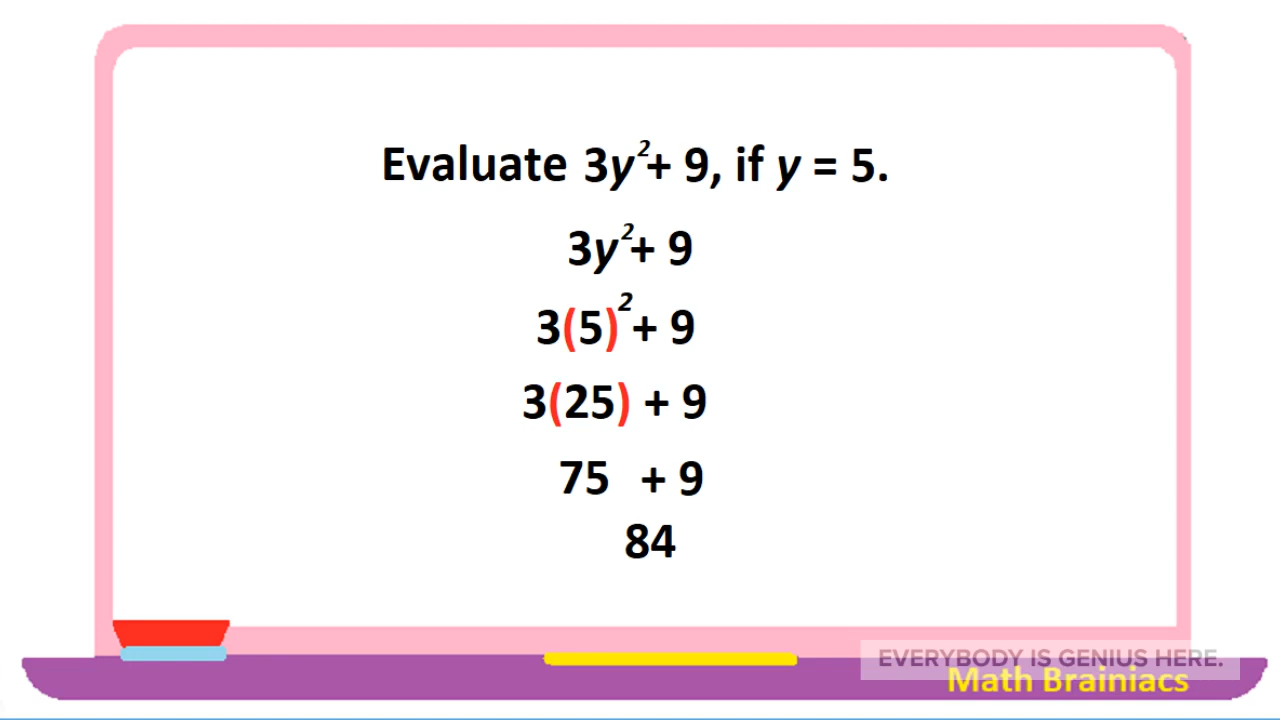 Evaluate 3y² + 9, if y = 5.
3y² + 9
3(5)² + 9
3(25) + 9
75 + 9
84
EVERYBODY IS GENIUS HERE.
Math Brainiacs